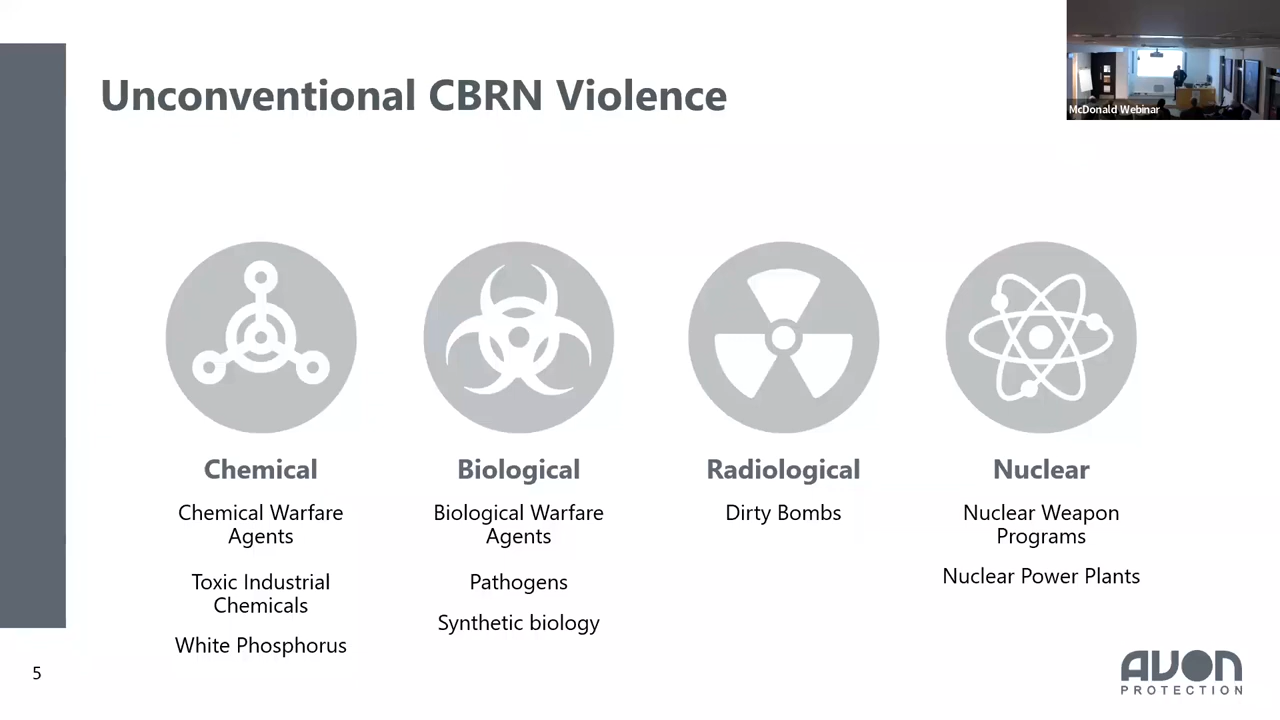 Unconventional CBRN Violence
McDonald Webinar
Chemical
Chemical Warfare
Agents
Toxic Industrial
Chemicals
White Phosphorus
Biological
Biological Warfare
Agents
Pathogens
Synthetic biology
Radiological
Dirty Bombs
Nuclear
Nuclear Weapon
Programs
Nuclear Power Plants
5
AVON
PROTECTION